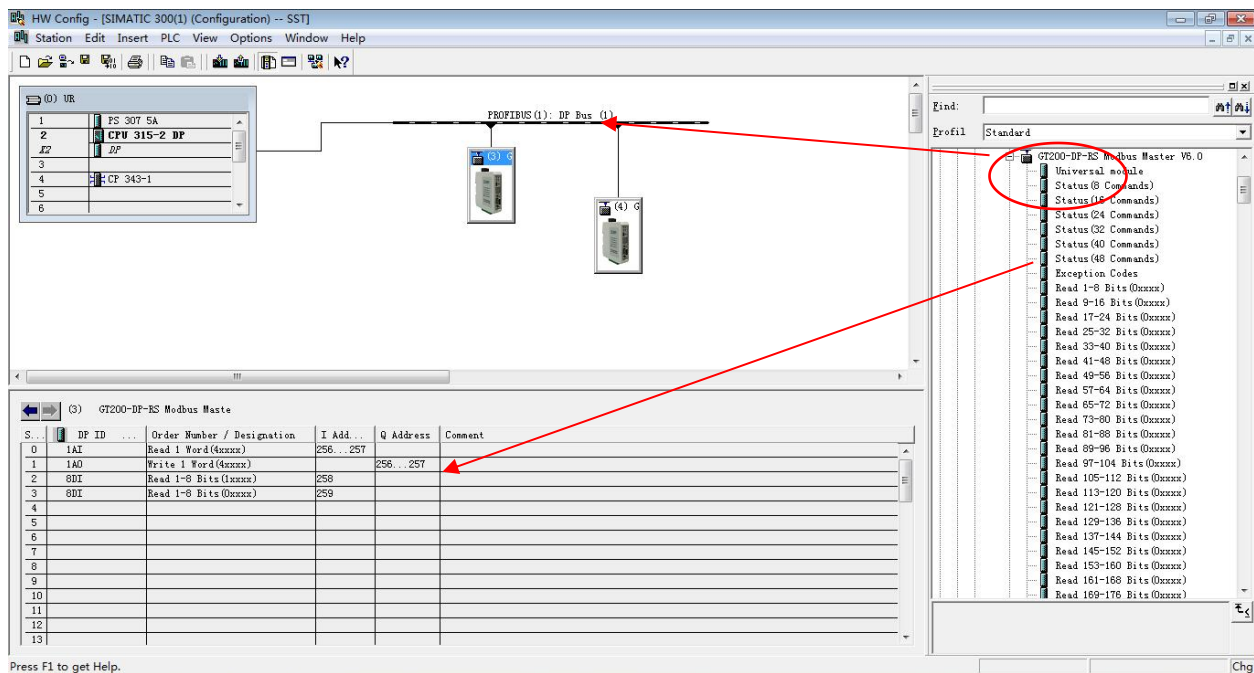 HW Config - [SIMATIC 300(1) (Configuration) -- SST]
Station Edit Insert PLC View Options Window Help
(0) UR
1 PS 307 5A
2 CPU 315-2 DP
X2 DP
3
4 CP 343-1
5
6
PROFIBUS(1): DP Bus (1)
(3) G
(4) G
(3) GT200-DP-RS Modbus Maste
S... DP ID ... Order Number / Designation I Add... Q Address Comment
0 1AI Read 1 Word(4xxxx) 256...257
1 1AO Write 1 Word(4xxxx) 256...257
2 8DI Read 1-8 Bits(1xxxx) 258
3 8DI Read 1-8 Bits(0xxxx) 259
4
5
6
7
8
9
10
11
12
13
Find:
Profil Standard
GT200-DP-RS Modbus Master V6.0
Universal module
Status(8 Commands)
Status(16 Commands)
Status(24 Commands)
Status(32 Commands)
Status(40 Commands)
Status(48 Commands)
Exception Codes
Read 1-8 Bits(0xxxx)
Read 9-16 Bits(0xxxx)
Read 17-24 Bits(0xxxx)
Read 25-32 Bits(0xxxx)
Read 33-40 Bits(0xxxx)
Read 41-48 Bits(0xxxx)
Read 49-56 Bits(0xxxx)
Read 57-64 Bits(0xxxx)
Read 65-72 Bits(0xxxx)
Read 73-80 Bits(0xxxx)
Read 81-88 Bits(0xxxx)
Read 89-96 Bits(0xxxx)
Read 97-104 Bits(0xxxx)
Read 105-112 Bits(0xxxx)
Read 113-120 Bits(0xxxx)
Read 121-128 Bits(0xxxx)
Read 129-136 Bits(0xxxx)
Read 137-144 Bits(0xxxx)
Read 145-152 Bits(0xxxx)
Read 153-160 Bits(0xxxx)
Read 161-168 Bits(0xxxx)
Read 169-176 Bits(0xxxx)
Press F1 to get Help.
Chg